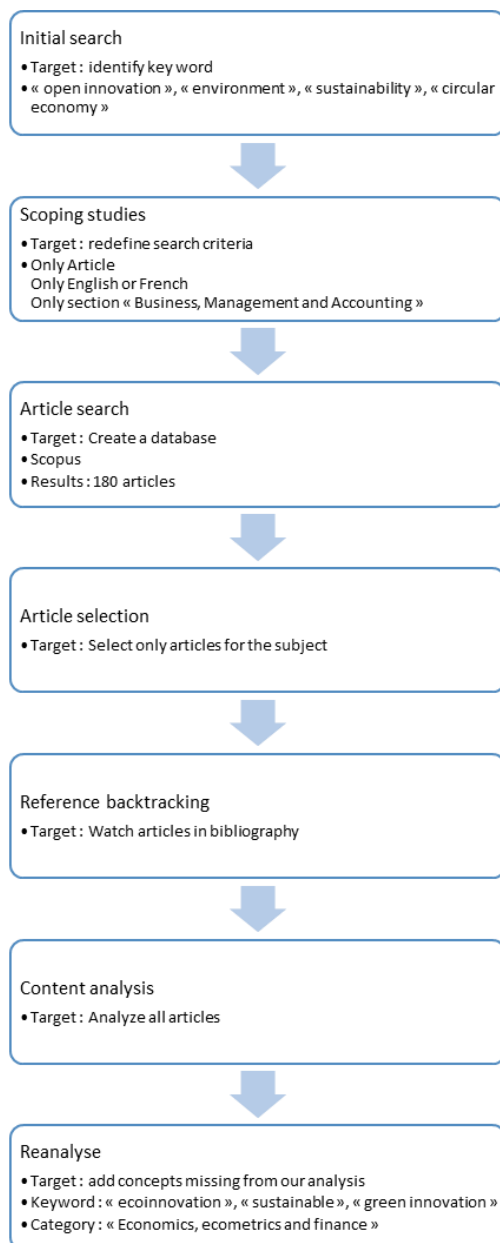 Initial search
•Target : identify key word
•« open innovation », « environment », « sustainability », « circular
economy »
Scoping studies
•Target : redefine search criteria
•Only Article
Only English or French
Only section « Business, Management and Accounting »
Article search
•Target : Create a database
•Scopus
•Results : 180 articles
Article selection
•Target : Select only articles for the subject
Reference backtracking
•Target : Watch articles in bibliography
Content analysis
•Target : Analyze all articles
Reanalyse
•Target : add concepts missing from our analysis
•Keyword : « ecoinnovation », « sustainable », « green innovation »
•Category : « Economics, ecometrics and finance »